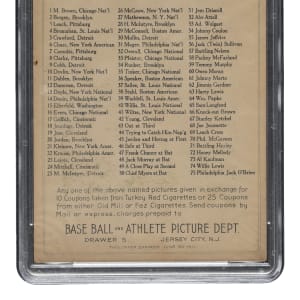 1 M. Brown, Chicago Nat'l
2 Bergen, Brooklyn
3 Leach, Pittsburg
4 Bresnahan, St. Louis Nat'l
5 Crawford, Detroit
6 Chase, New York American
7 Camnitz, Pittsburg
8 Clarke, Pittsburg
9 Cobb, Detroit
10 Devlin, New York
11 Dahlen, Brooklyn
12 Donovan, Detroit
13 Doyle, New York National
14 Dooin, Philadelphia Nat'l
15 Elberfeld, Washington
16 Evers, Chicago National
17 Griffith, Cincinnati
18 Jennings, Detroit
19 Joss, Cleveland
20 Jordan, Brooklyn
21 Kleinow, New York American
22 Krause, Philadelphia Amer.
23 Lajoie, Cleveland
24 Mitchell, Cincinnati
25 M. McIntyre, Detroit
26 McGraw, New York Nat'l
27 Mathewson, N. Y. Nat'l
28 H. McIntyre, Brooklyn
29 McConnell, Boston Amer.
30 Mullin, Detroit
31 Magee, Philadelphia Nat'l
32 Overall, Chicago National
33 Pfeister, Chicago National
34 Rucker, Brooklyn
35 Tinker, Chicago National
36 Speaker, Boston American
37 Sallee, St. Louis National
38 Stahl, Boston American
39 Waddell, St. Louis Amer.
40 Willis, St. Louis National
41 Wiltse, New York National
42 Young, Cleveland
43 Out at Third
44 Trying to Catch Him Nap'g
45 Jordan and Herzog at First
46 Safe at Third
47 Frank Chance at Bat
48 Jack Murray at Bat
49 A Close Play at Second
50 Chief Myers at Bat
51 Jim Driscoll
52 Abe Attell
53 Ad. Wolgast
54 Johnny Coulon
55 James Jeffries
56 Jack (Twin) Sullivan
57 Battling Nelson
58 Packey McFarland
59 Tommy Murphy
60 Owen Moran
61 Johnny Marto
62 Jimmie Gardner
63 Harry Lewis
64 Wm. Papke
65 Sam Langford
66 Knock-out Brown
67 Stanley Ketchel
68 Joe Jeannette
69 Leach Cross
70 Phil. McGovern
71 Battling Hurley
72 Honey Mellody
73 Al Kaufman
74 Willie Lewis
75 Philadelphia Jack O'Brien
Any one of the above named pictures given in exchange for
10 Coupons taken from Turkey Red Cigarettes or 25 Coupons
from either Old Mill or Fez Cigarettes. Send coupons by
Mail or express, charges prepaid to
BASE BALL AND ATHLETE PICTURE DEPT.
DRAWER S JERSEY CITY, N.J.
THIS OFFER EXPIRES JUNE 30, 1911.